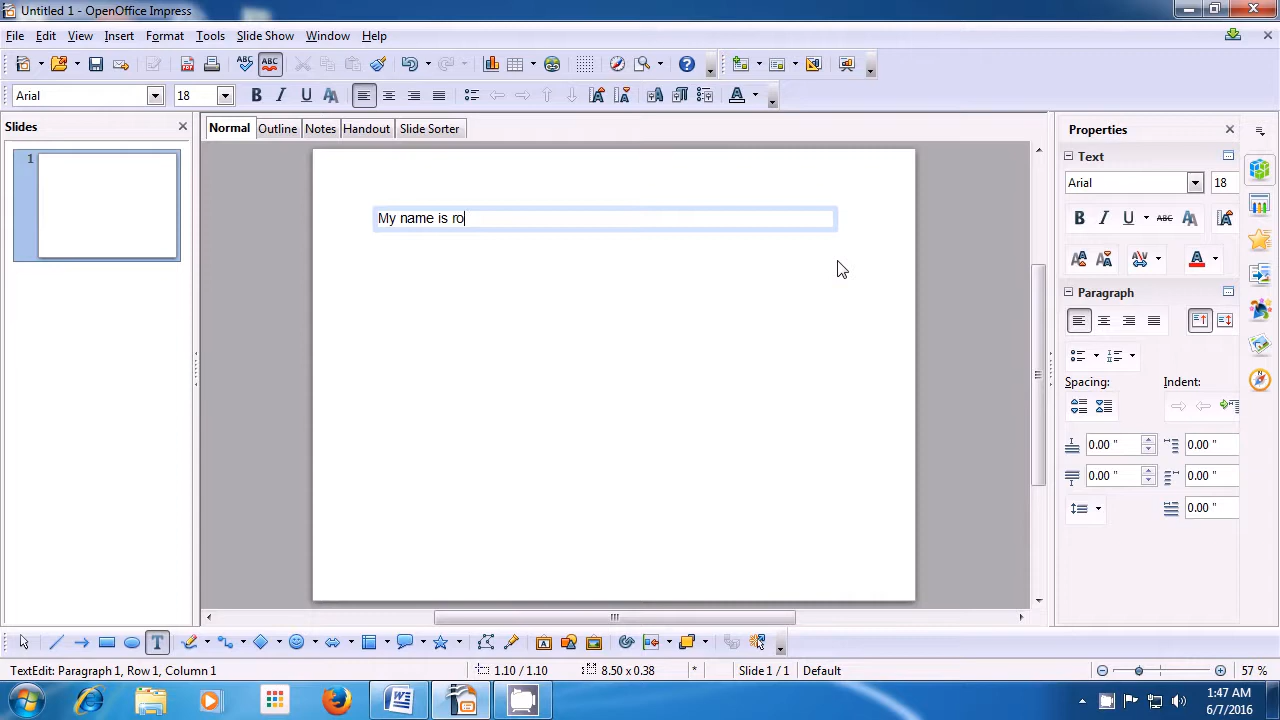 Untitled 1 - OpenOffice Impress
File Edit View Insert Format Tools Slide Show Window Help
Arial 18
Slides
Normal Outline Notes Handout Slide Sorter
Properties
1
Text
Arial 18
My name is ro
Paragraph
Spacing: Indent:
0.00 " 0.00 "
0.00 " 0.00 "
0.00 "
TextEdit: Paragraph 1, Row 1, Column 1 1.10 / 1.10 8.50 x 0.38 * Slide 1 / 1 Default 57 %
1:47 AM
6/7/2016